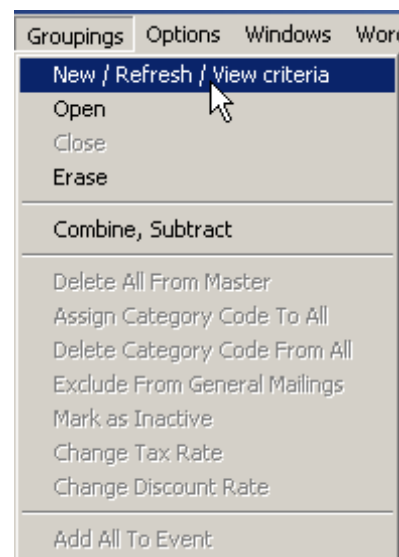 Groupings Options Windows
New / Refresh / View criteria
Open
Close
Erase
Combine, Subtract
Delete All From Master
Assign Category Code To All
Delete Category Code From All
Exclude From General Mailings
Mark as Inactive
Change Tax Rate
Change Discount Rate
Add All To Event